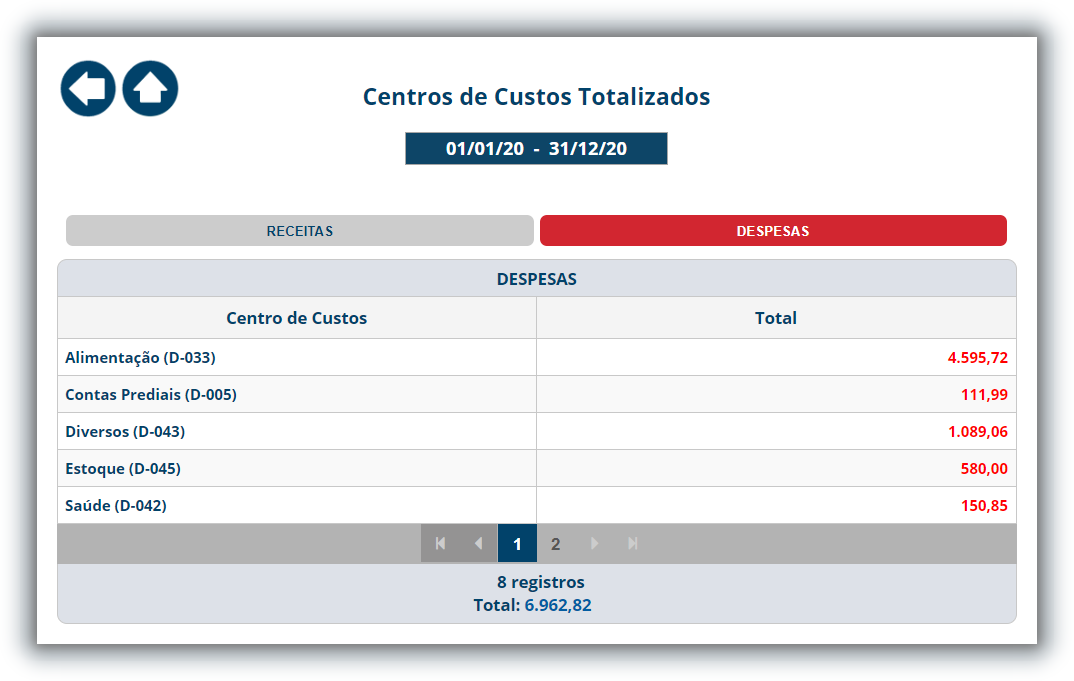 Centros de Custos Totalizados
01/01/20 - 31/12/20
RECEITAS DESPESAS
DESPESAS
Centro de Custos Total
Alimentação (D-033) 4.595,72
Contas Prediais (D-005) 111,99
Diversos (D-043) 1.089,06
Estoque (D-045) 580,00
Saúde (D-042) 150,85
1 2
8 registros
Total: 6.962,82